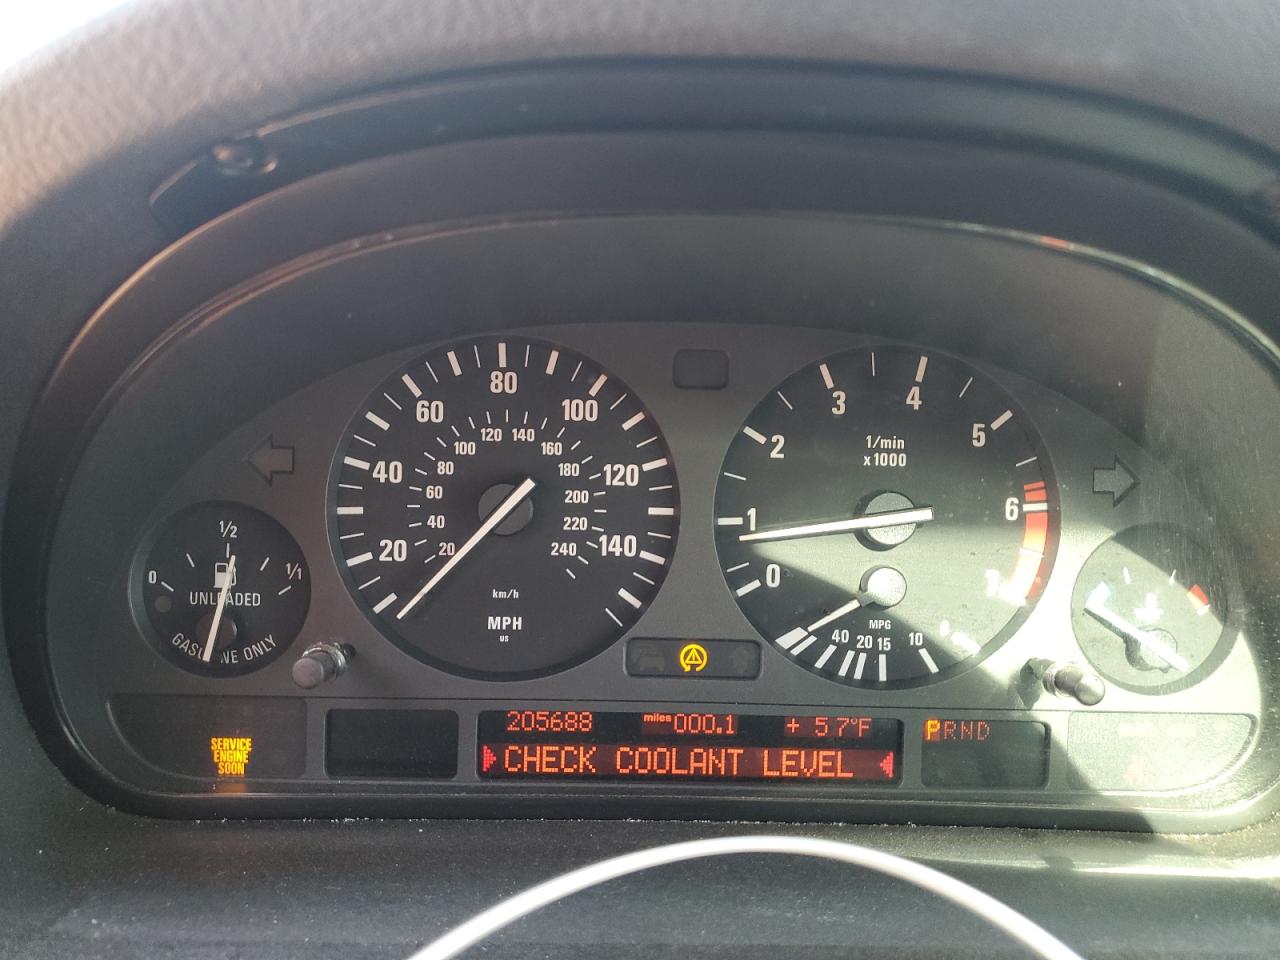 0
1/2
1/1
UNLEADED
GASOLINE ONLY
20
40
60
80
100
120
140
20
40
60
80
100
120
140
160
180
200
220
240
km/h
MPH
US
0
1
2
3
4
5
6
1/min
x1000
MPG
40
20
15
10
SERVICE
ENGINE
SOON
205688 miles 000.1 + 57°F
CHECK COOLANT LEVEL
PRND